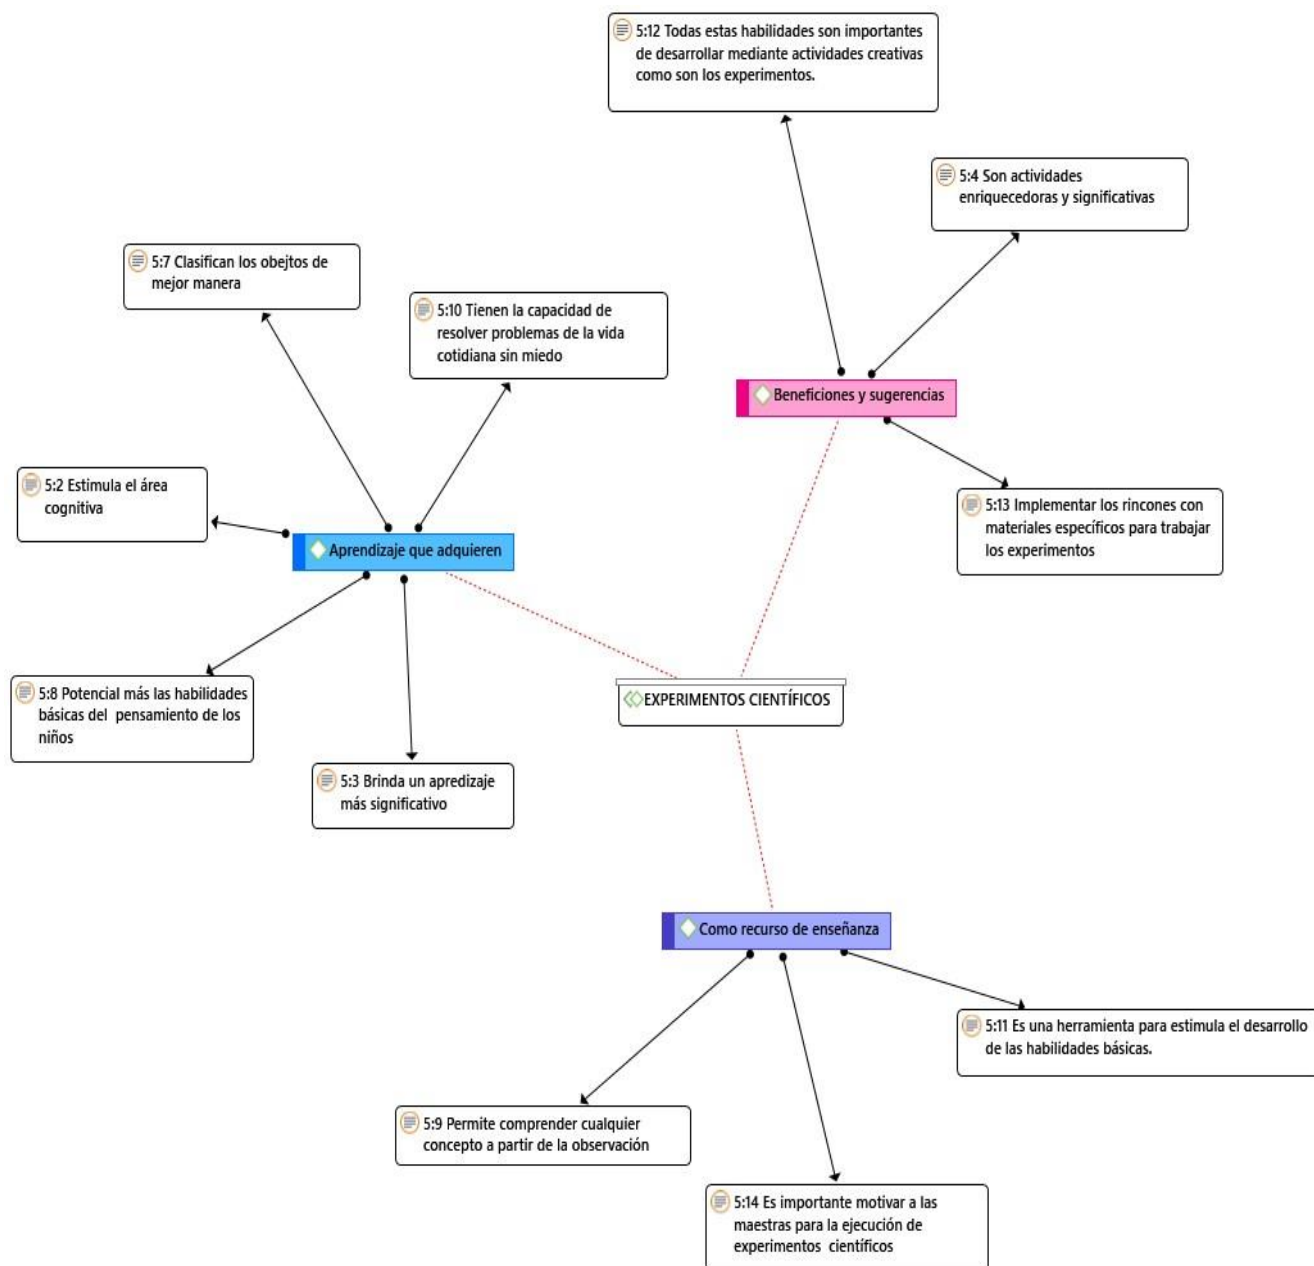 5:12 Todas estas habilidades son importantes
de desarrollar mediante actividades creativas
como son los experimentos.
5:4 Son actividades
enriquecedoras y significativas
5:7 Clasifican los obejtos de
mejor manera
5:10 Tienen la capacidad de
resolver problemas de la vida
cotidiana sin miedo
Beneficiones y sugerencias
5:2 Estimula el área
cognitiva
5:13 Implementar los rincones con
materiales específicos para trabajar
los experimentos
Aprendizaje que adquieren
5:8 Potencial más las habilidades
básicas del pensamiento de los
niños
EXPERIMENTOS CIENTÍFICOS
5:3 Brinda un apredizaje
más significativo
Como recurso de enseñanza
5:11 Es una herramienta para estimula el desarrollo
de las habilidades básicas.
5:9 Permite comprender cualquier
concepto a partir de la observación
5:14 Es importante motivar a las
maestras para la ejecución de
experimentos científicos